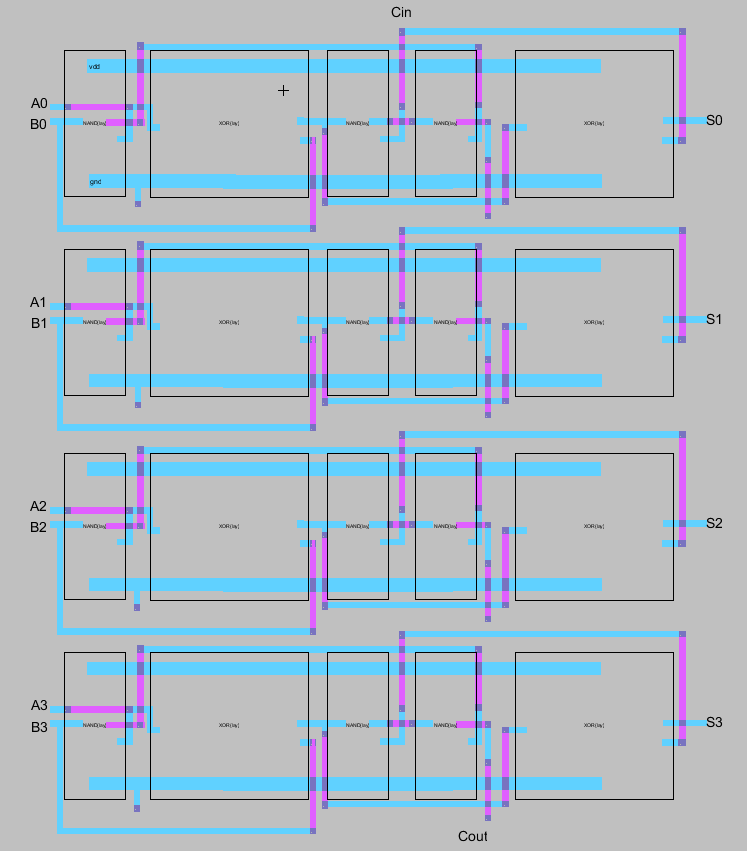 Cin
vdd
A0
B0 NAND{lay} XOR{lay} NAND{lay} NAND{lay} XOR{lay} S0
gnd
A1
B1 NAND{lay} XOR{lay} NAND{lay} NAND{lay} XOR{lay} S1
A2
B2 NAND{lay} XOR{lay} NAND{lay} NAND{lay} XOR{lay} S2
A3
B3 NAND{lay} XOR{lay} NAND{lay} NAND{lay} XOR{lay} S3
Cout